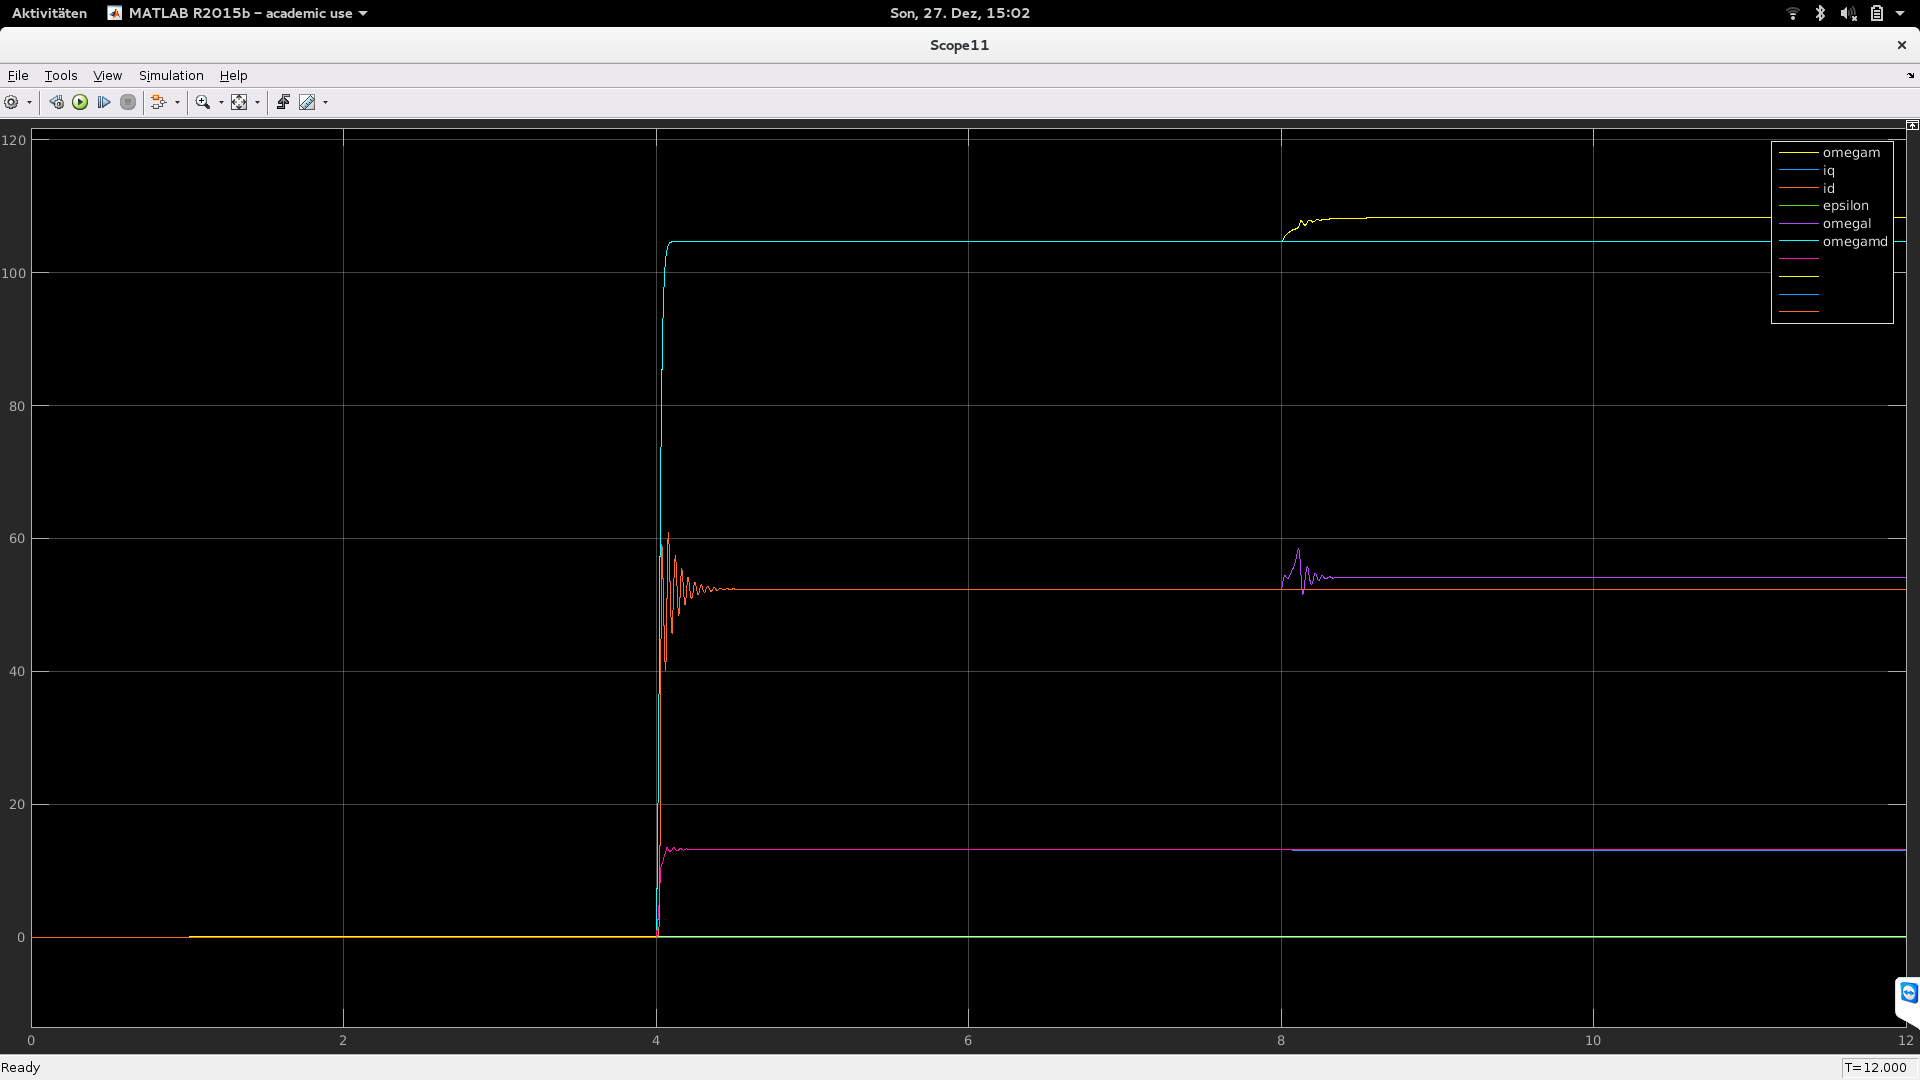 Aktivitäten MATLAB R2015b – academic use Son, 27. Dez, 15:02
Scope11
File Tools View Simulation Help
120
100
80
60
40
20
0
omegam
iq
id
epsilon
omegal
omegamd
0 2 4 6 8 10 12
Ready T=12.000